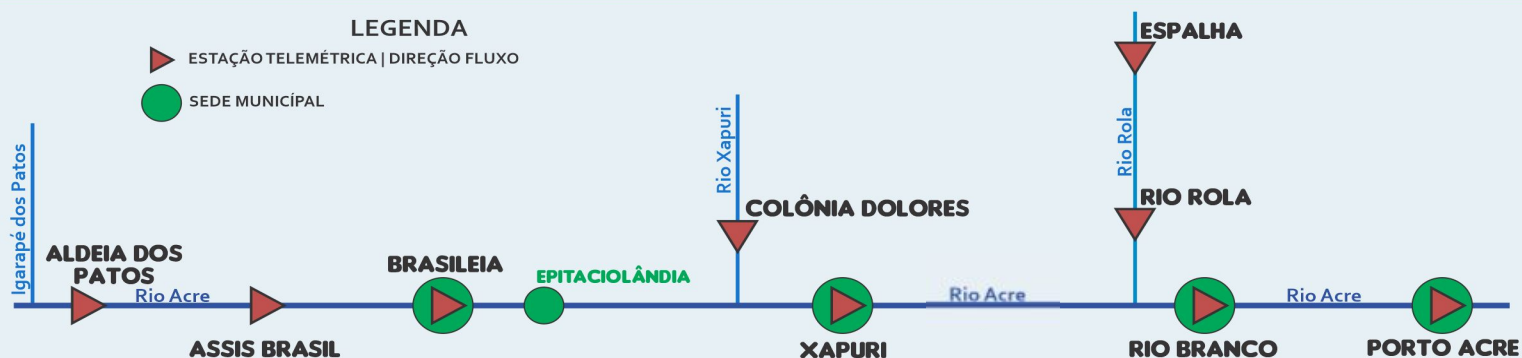 LEGENDA
ESTAÇÃO TELEMÉTRICA | DIREÇÃO FLUXO
SEDE MUNICÍPAL
Igarapé dos Patos
ALDEIA DOS
PATOS
Rio Acre
ASSIS BRASIL
BRASILEIA
EPITACIOLÂNDIA
Rio Xapuri
COLÔNIA DOLORES
XAPURI
Rio Acre
ESPALHA
Rio Rola
RIO ROLA
RIO BRANCO
Rio Acre
PORTO ACRE